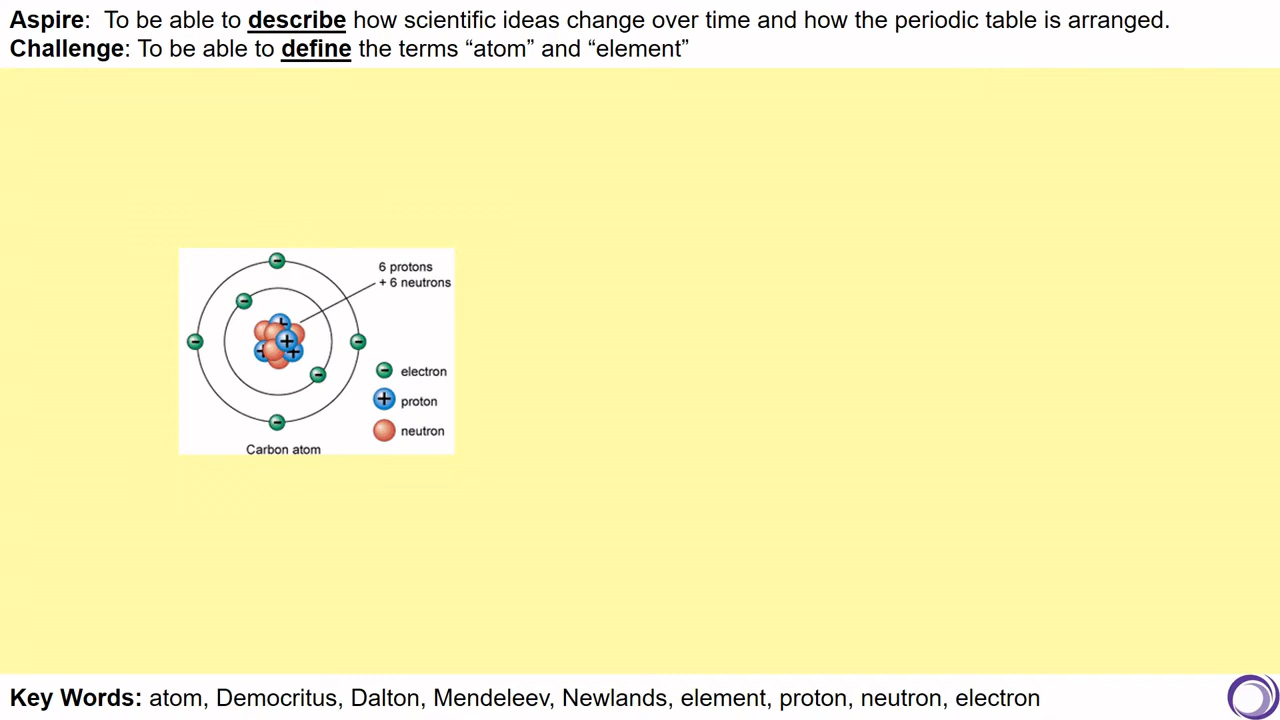 Aspire: To be able to describe how scientific ideas change over time and how the periodic table is arranged.
Challenge: To be able to define the terms “atom” and “element”
6 protons
+ 6 neutrons
electron
proton
neutron
Carbon atom
Key Words: atom, Democritus, Dalton, Mendeleev, Newlands, element, proton, neutron, electron